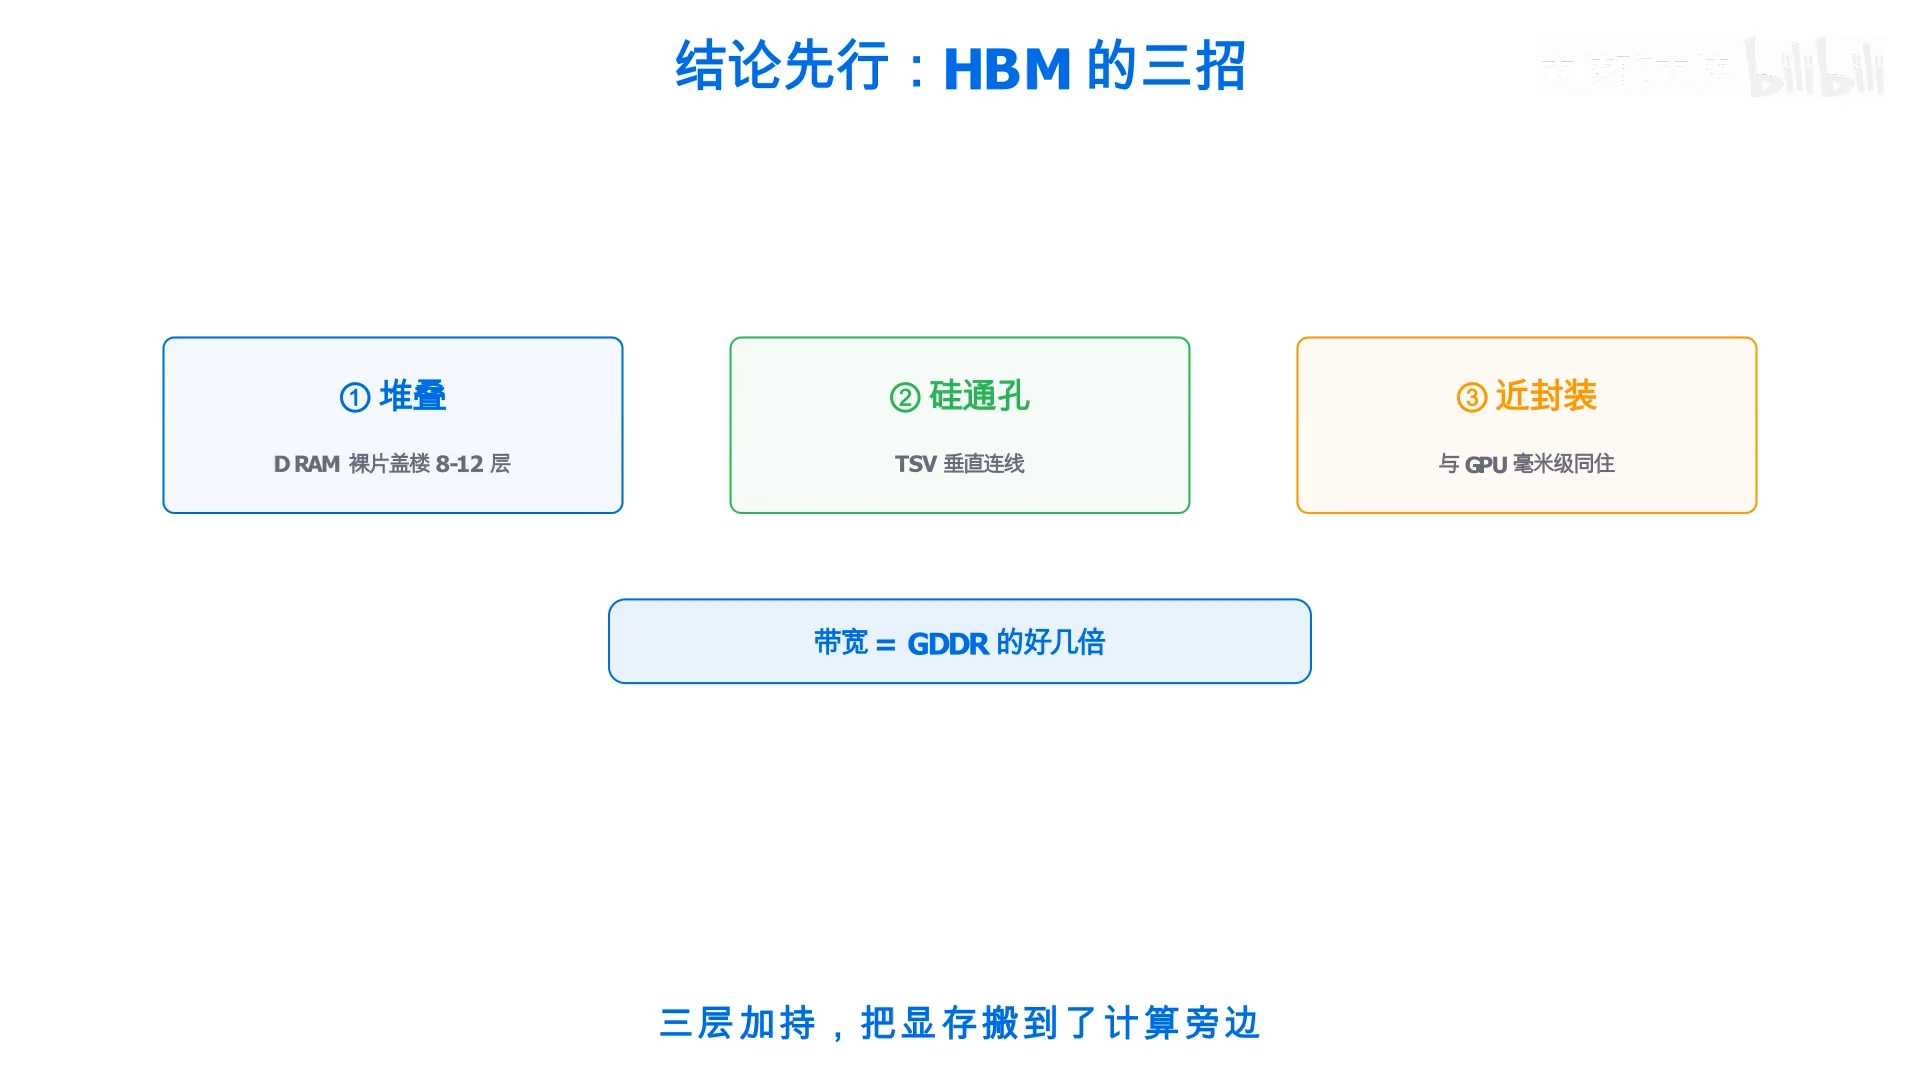 结论先行：HBM 的三招
bilibili
① 堆叠
DRAM 裸片盖楼 8-12 层
② 硅通孔
TSV 垂直连线
③ 近封装
与 GPU 毫米级同住
带宽 = GDDR 的好几倍
三层加持，把显存搬到了计算旁边